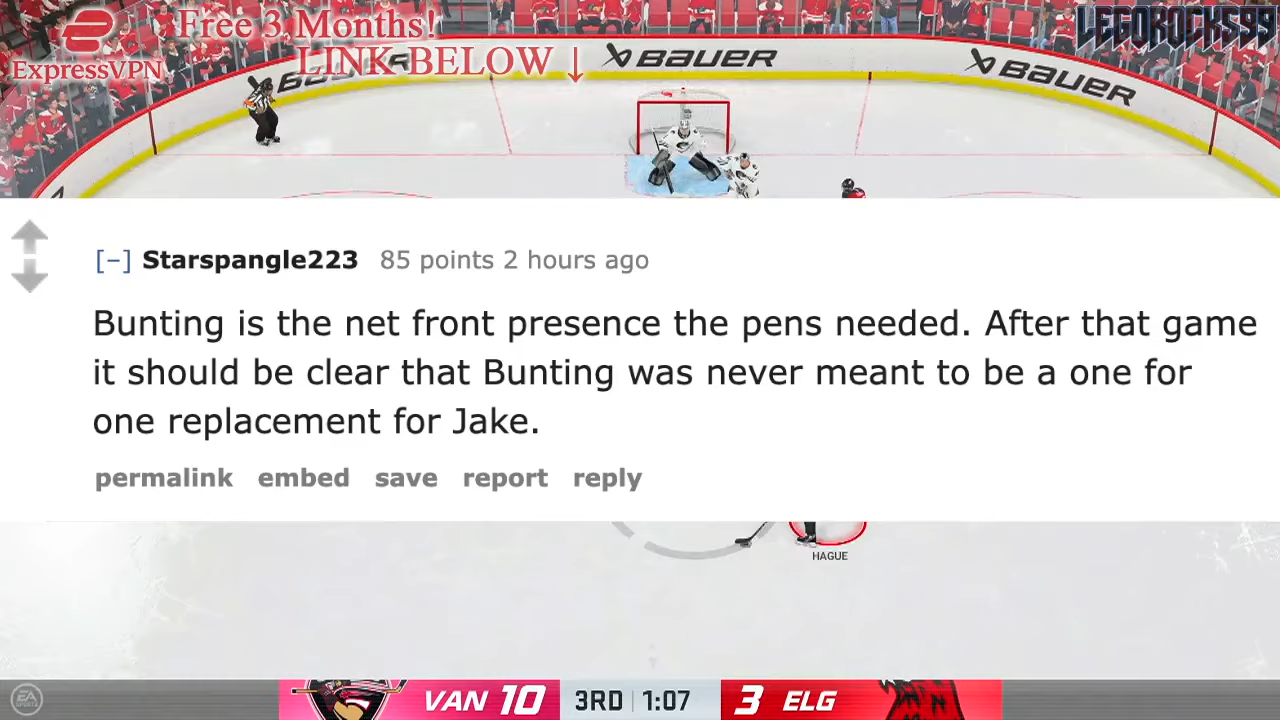 Free 3 Months!
LINK BELOW ↓
ExpressVPN
BAUER
BAUER
BAUER
LEGOROCKS99
[−] Starspangle223 85 points 2 hours ago
Bunting is the net front presence the pens needed. After that game
it should be clear that Bunting was never meant to be a one for
one replacement for Jake.
permalink embed save report reply
HAGUE
EA SPORTS
VAN 10 3RD 1:07 3 ELG